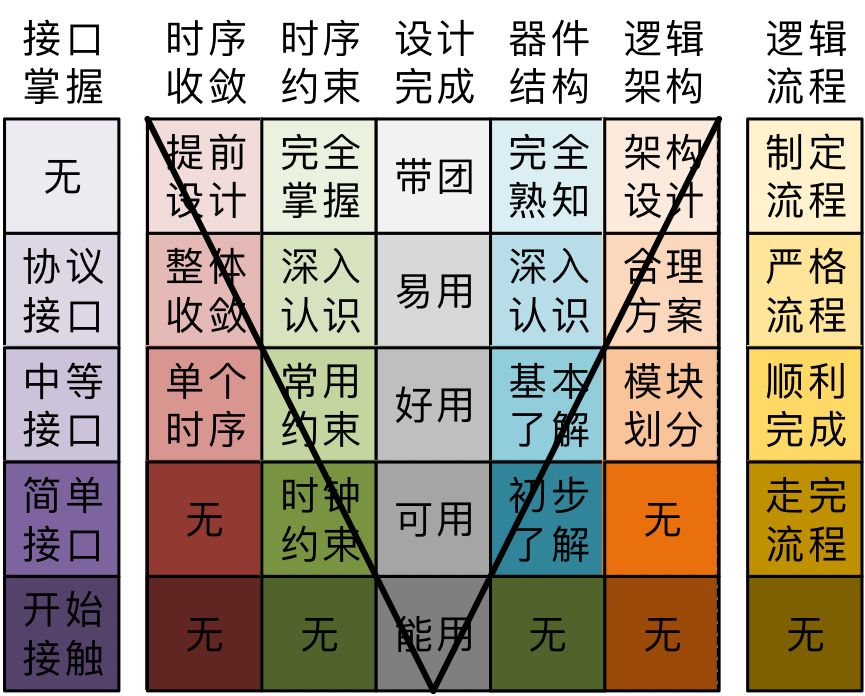 接口 时序 时序 设计 器件 逻辑 逻辑
掌握 收敛 约束 完成 结构 架构 流程
无 提前 完全 带团 完全 架构 制定
设计 掌握 熟知 设计 流程
协议 整体 深入 易用 深入 合理 严格
接口 收敛 认识 认识 方案 流程
中等 单个 常用 好用 基本 模块 顺利
接口 时序 约束 了解 划分 完成
简单 无 时钟 可用 初步 无 走完
接口 约束 了解 流程
开始 无 无 能用 无 无 无
接触